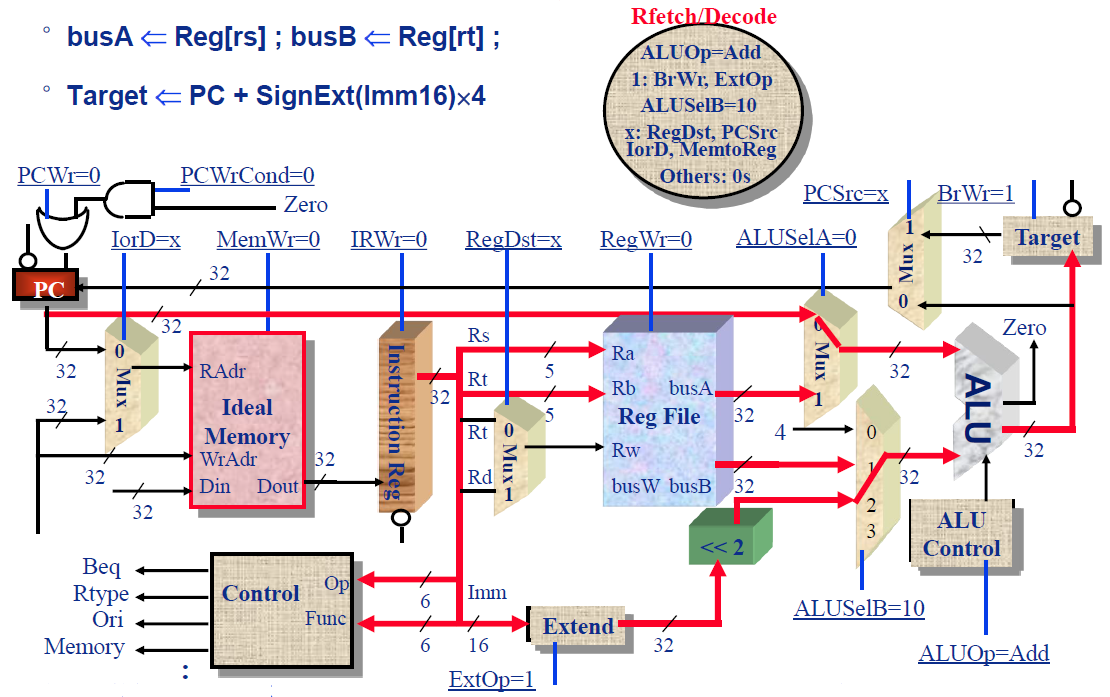 Rfetch/Decode
° busA ⇐ Reg[rs] ; busB ⇐ Reg[rt] ;
° Target ⇐ PC + SignExt(Imm16)×4
ALUOp=Add
1: BrWr, ExtOp
ALUSelB=10
x: RegDst, PCSrc
IorD, MemtoReg
Others: 0s
PCWr=0
PCWrCond=0
Zero
PCSrc=x
BrWr=1
IorD=x
MemWr=0
IRWr=0
RegDst=x
RegWr=0
ALUSelA=0
1
Mux
0
32
Target
PC
32
32
32
0
Mux
1
32
32
32
RAdr
Ideal
Memory
WrAdr
Din
Dout
32
Instruction Reg
32
Rs
5
Rt
5
Rt
Rd
0
Mux
1
Ra
Rb
busA
Reg File
Rw
busW
busB
32
32
0
Mux
1
32
4
0
1
2
3
32
Zero
ALU
32
<< 2
ALU
Control
ALUSelB=10
ALUOp=Add
Beq
Rtype
Ori
Memory
:
Control
Op
Func
6
6
Imm
16
Extend
32
ExtOp=1